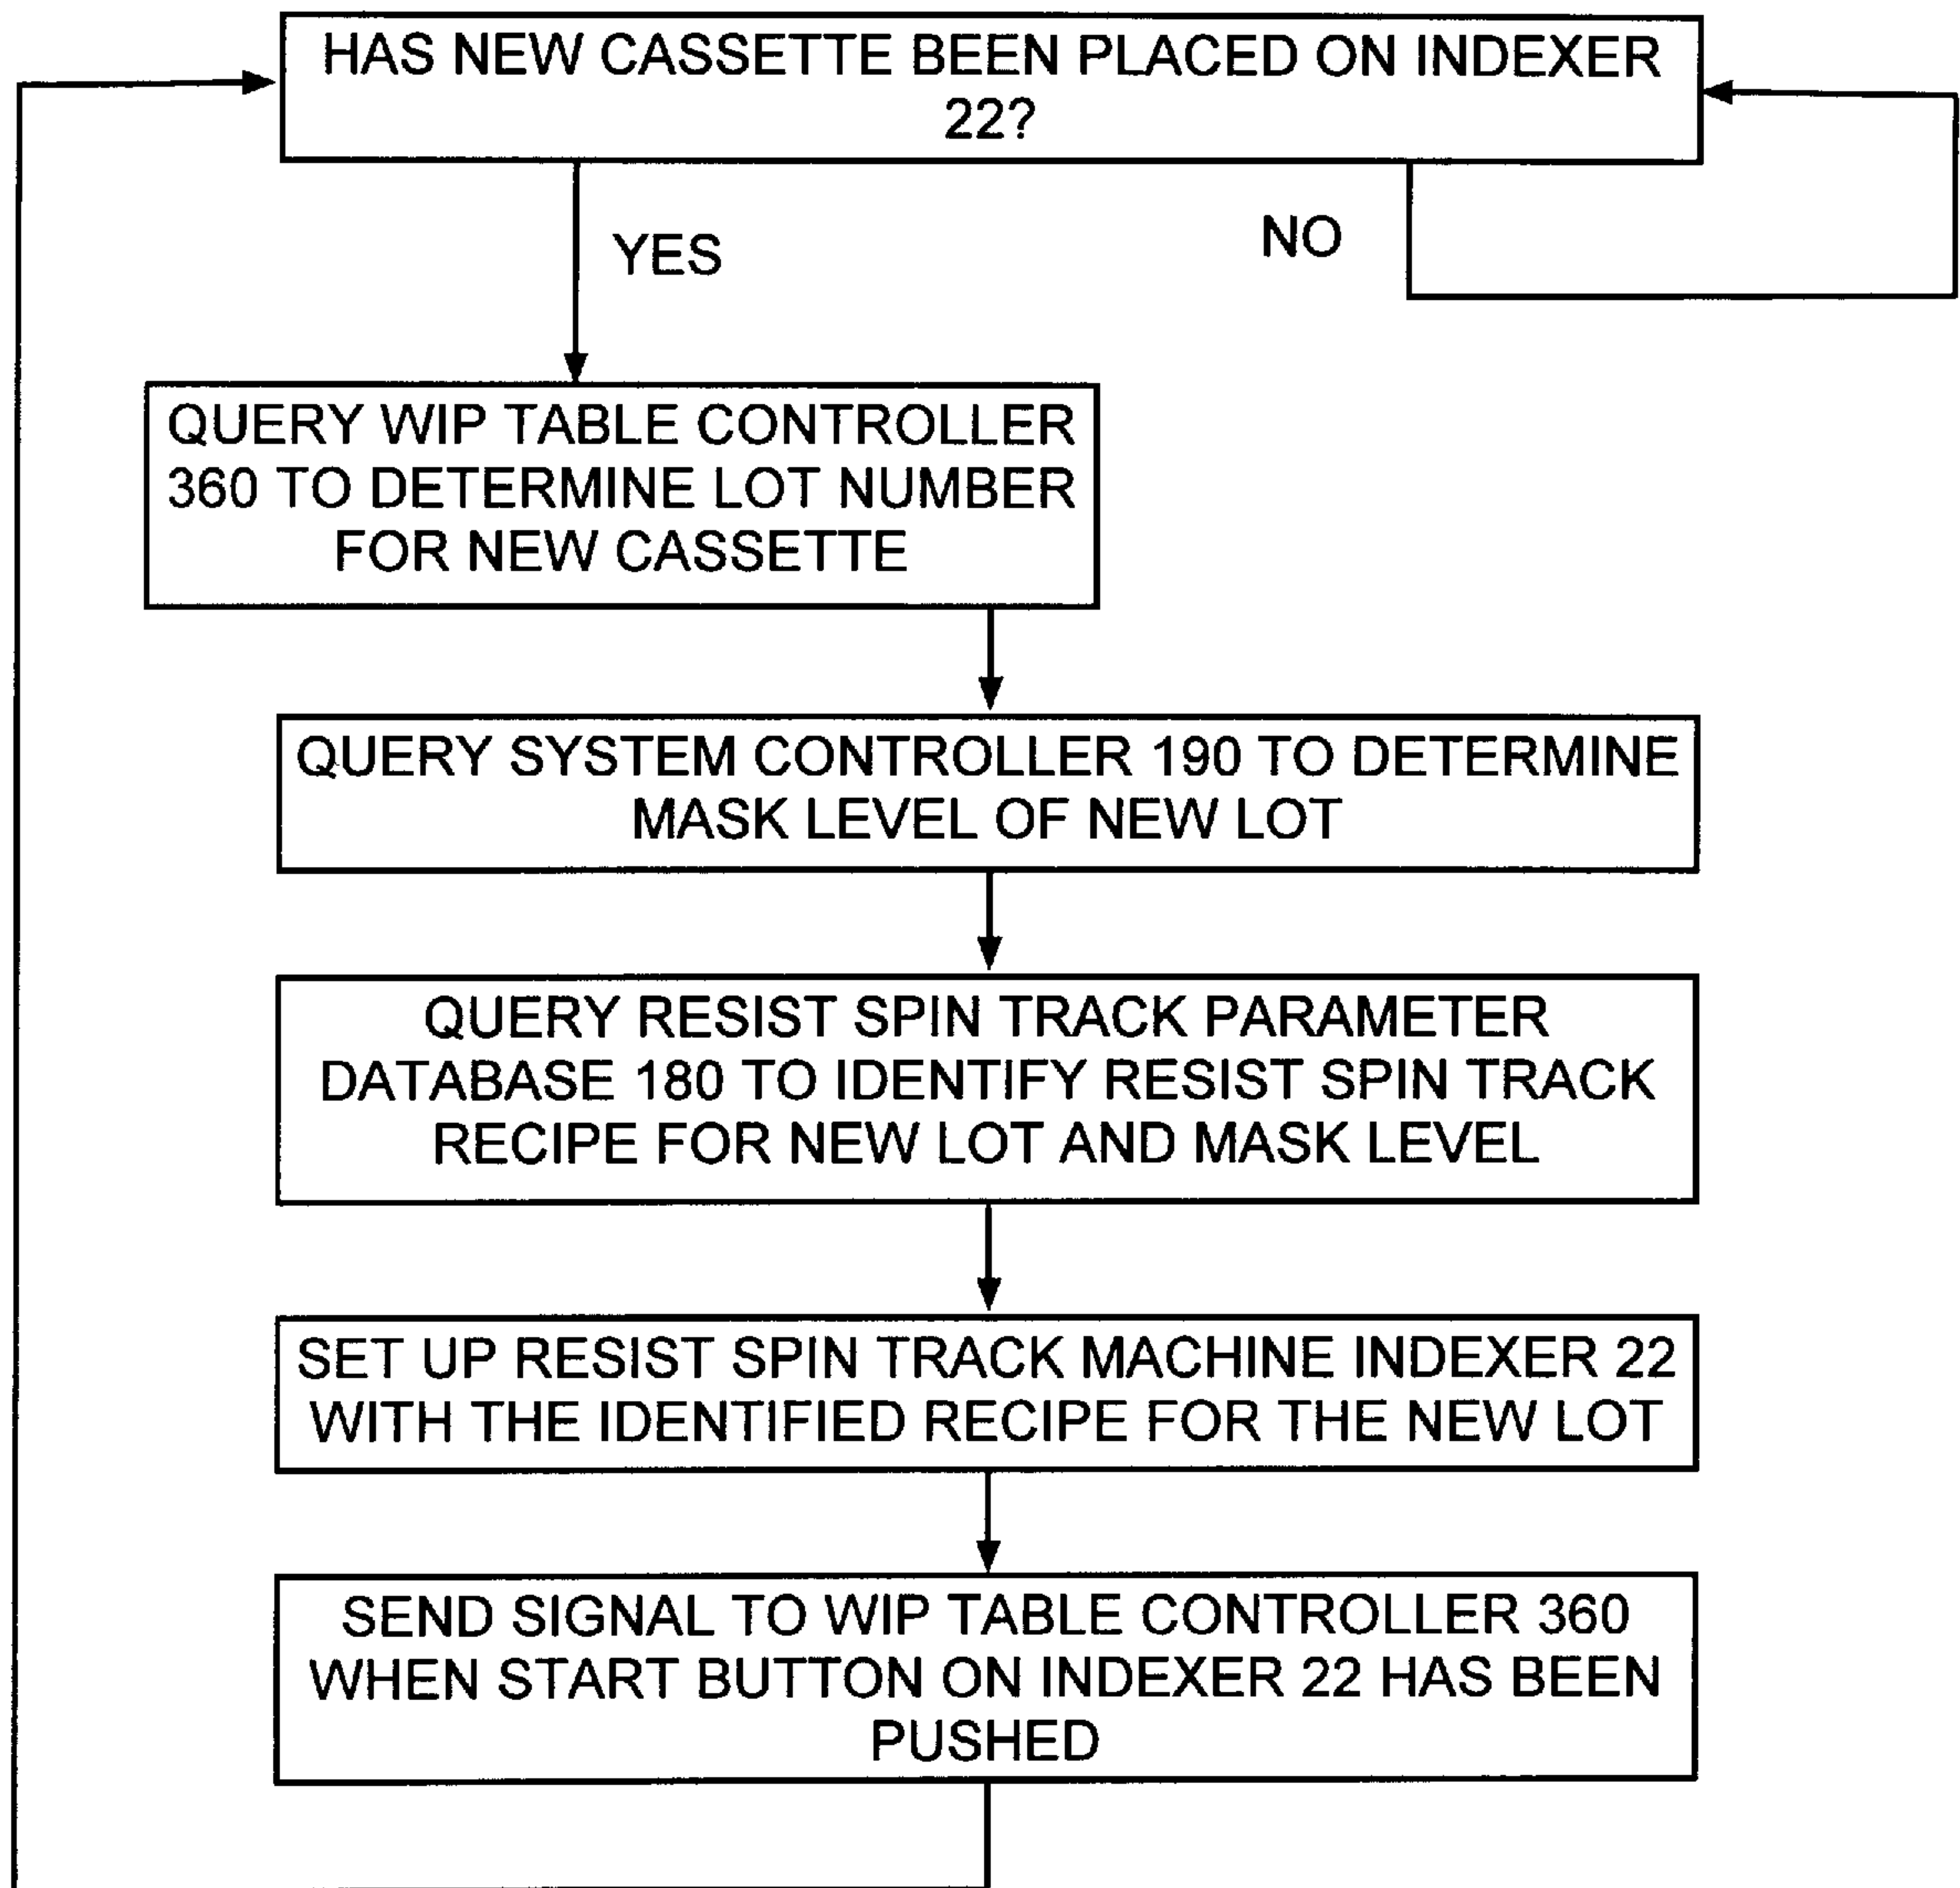 HAS NEW CASSETTE BEEN PLACED ON INDEXER
22?
YES
NO
QUERY WIP TABLE CONTROLLER
360 TO DETERMINE LOT NUMBER
FOR NEW CASSETTE
QUERY SYSTEM CONTROLLER 190 TO DETERMINE
MASK LEVEL OF NEW LOT
QUERY RESIST SPIN TRACK PARAMETER
DATABASE 180 TO IDENTIFY RESIST SPIN TRACK
RECIPE FOR NEW LOT AND MASK LEVEL
SET UP RESIST SPIN TRACK MACHINE INDEXER 22
WITH THE IDENTIFIED RECIPE FOR THE NEW LOT
SEND SIGNAL TO WIP TABLE CONTROLLER 360
WHEN START BUTTON ON INDEXER 22 HAS BEEN
PUSHED